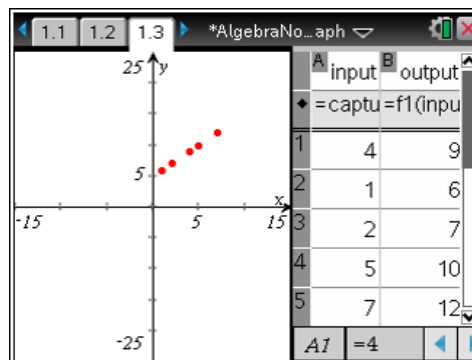 1.1 1.2 1.3 *AlgebraNo…aph
25 y
5
x
-15 5 15
-25
A input B output
=captu =f1(inpu
1 4 9
2 1 6
3 2 7
4 5 10
5 7 12
A1 =4